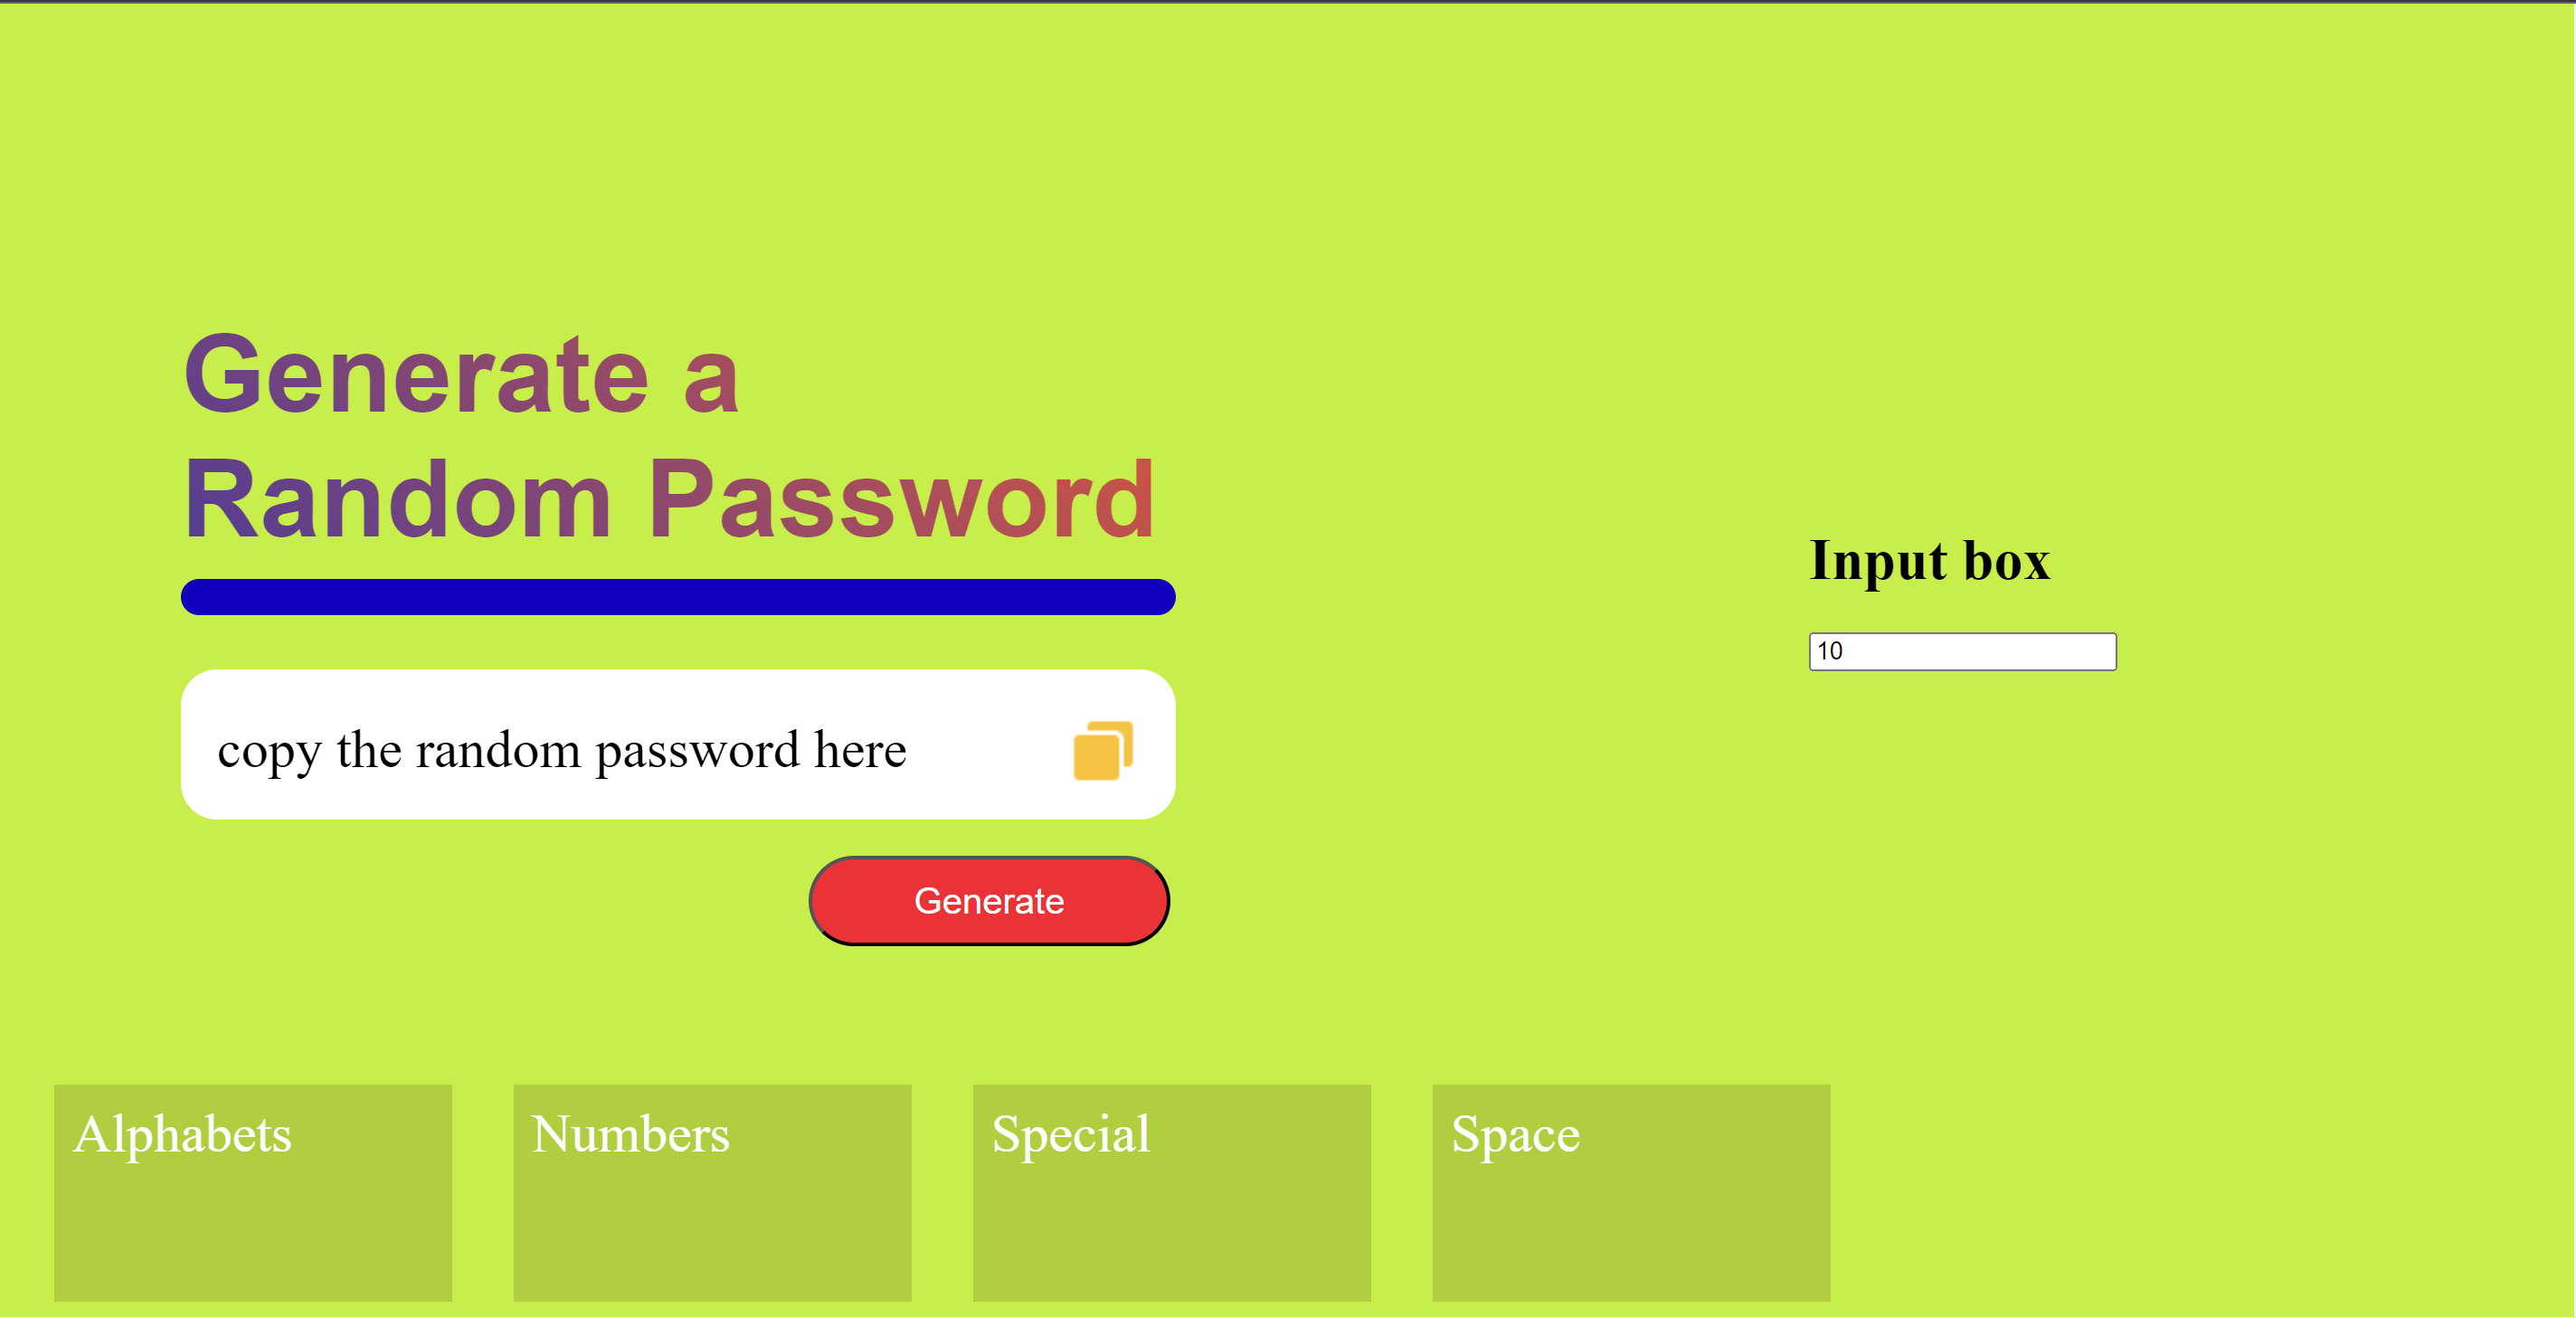 Generate a
Random Password
Input box
10
copy the random password here
Generate
Alphabets
Numbers
Special
Space